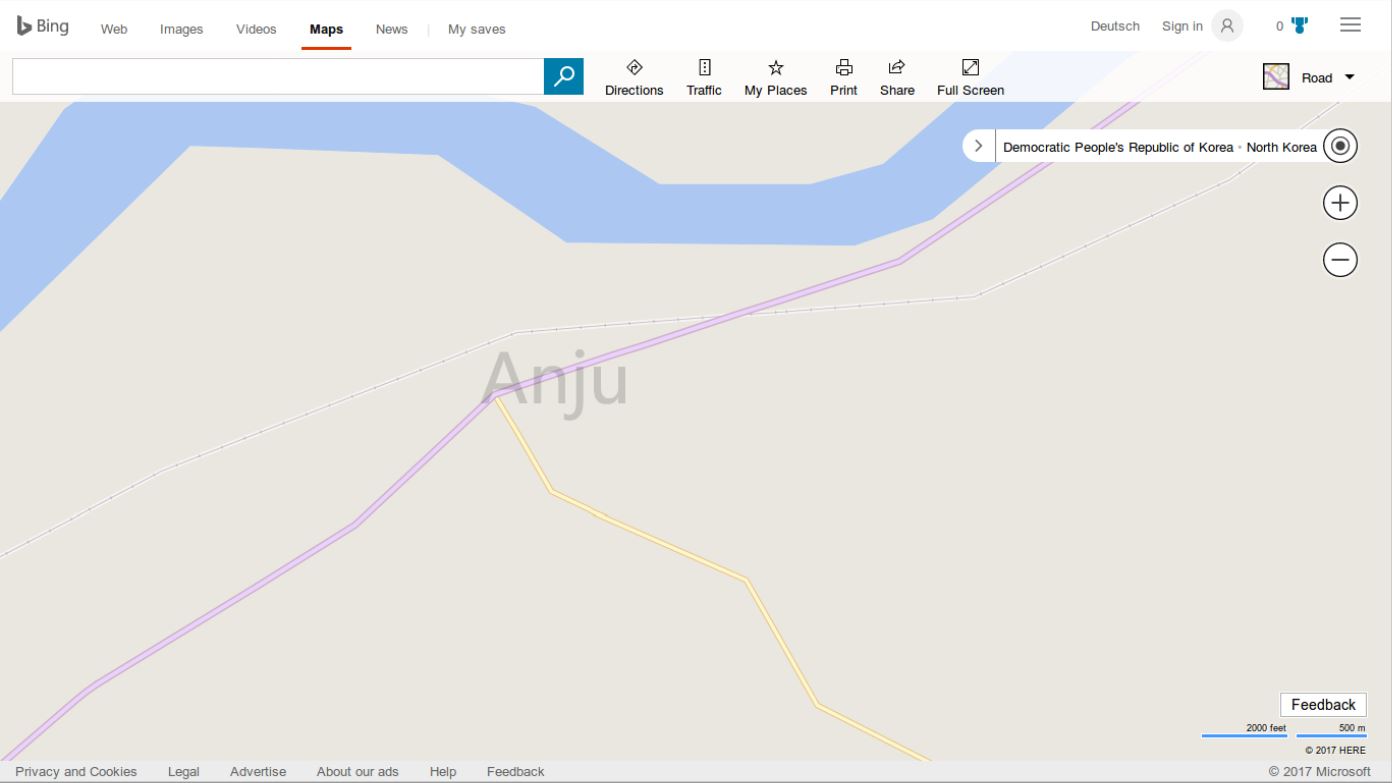 Bing Web Images Videos Maps News My saves Deutsch Sign in 0
Directions Traffic My Places Print Share Full Screen Road
Democratic People's Republic of Korea • North Korea
Anju
Feedback
2000 feet 500 m
© 2017 HERE
Privacy and Cookies Legal Advertise About our ads Help Feedback © 2017 Microsoft